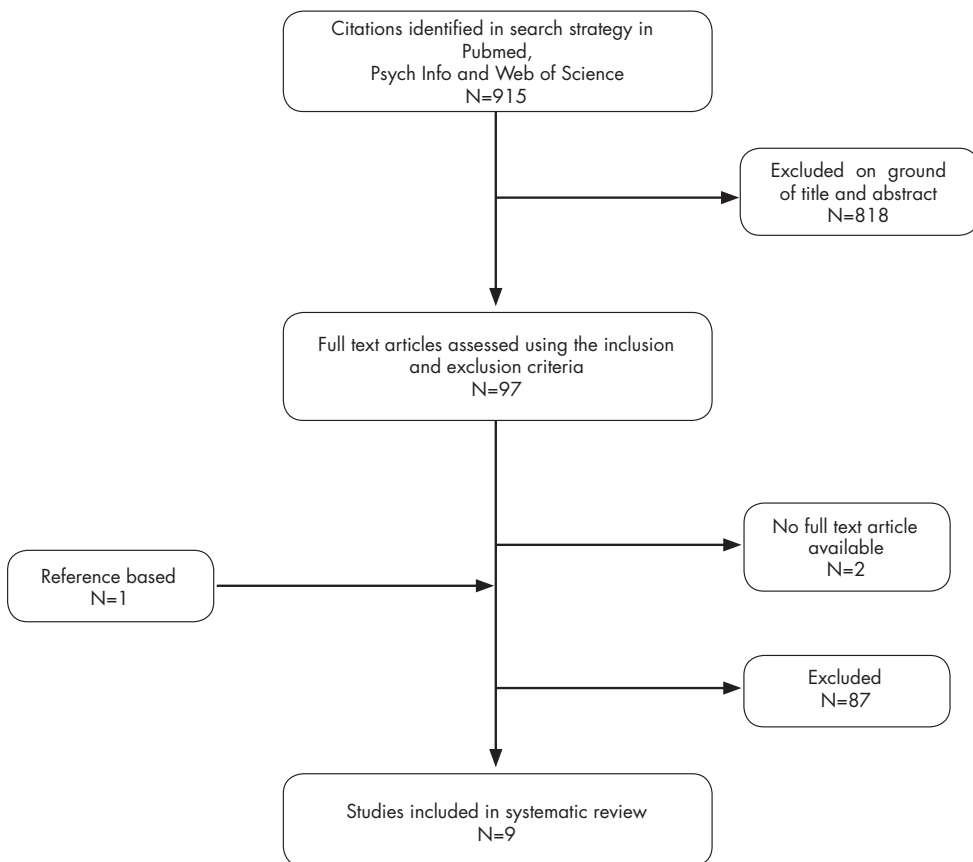 Citations identified in search strategy in
Pubmed,
Psych Info and Web of Science
N=915
Excluded on ground
of title and abstract
N=818
Full text articles assessed using the inclusion
and exclusion criteria
N=97
No full text article
available
N=2
Reference based
N=1
Excluded
N=87
Studies included in systematic review
N=9